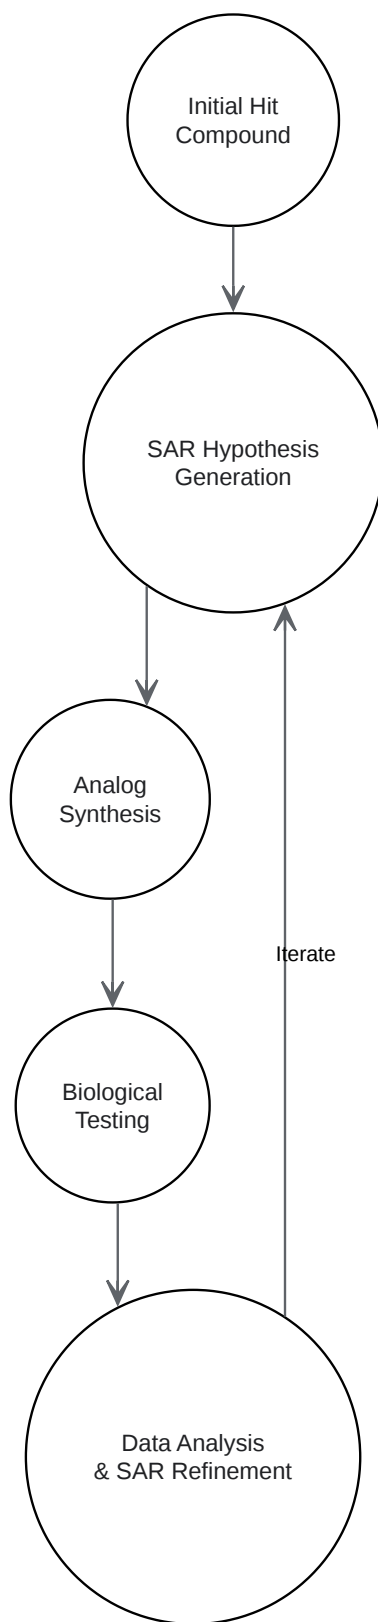 Initial Hit
Compound
SAR Hypothesis
Generation
Analog
Synthesis
Iterate
Biological
Testing
Data Analysis
& SAR Refinement